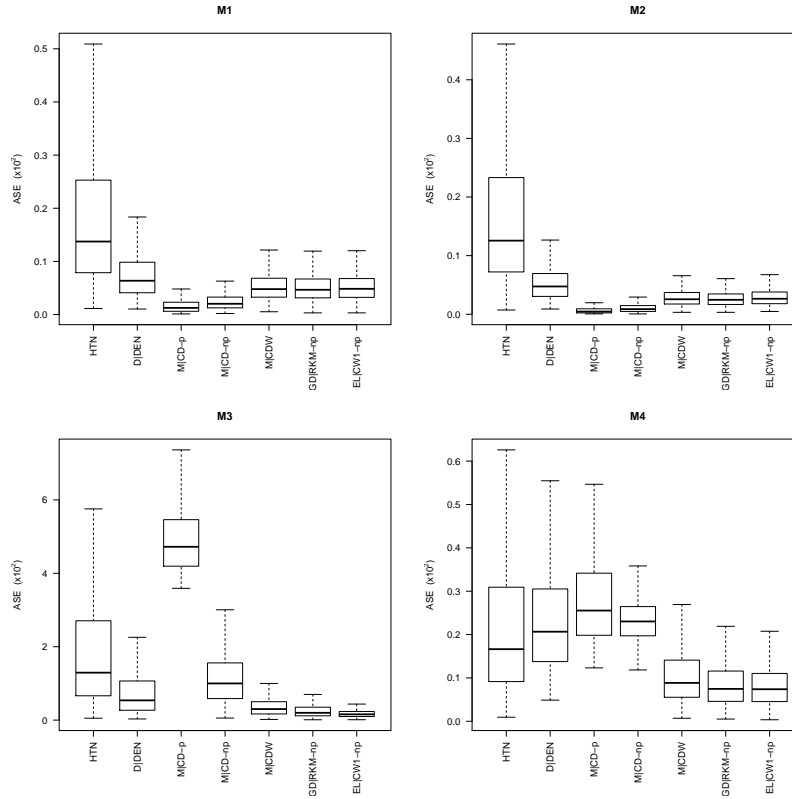 M1
ASE (x10²)
0.5
0.4
0.3
0.2
0.1
0.0
HTN
D|DEN
M|CD−p
M|CD−np
M|CDW
GD|RKM−np
EL|CW1−np
M2
ASE (x10²)
0.4
0.3
0.2
0.1
0.0
HTN
D|DEN
M|CD−p
M|CD−np
M|CDW
GD|RKM−np
EL|CW1−np
M3
ASE (x10²)
6
4
2
0
HTN
D|DEN
M|CD−p
M|CD−np
M|CDW
GD|RKM−np
EL|CW1−np
M4
ASE (x10²)
0.6
0.5
0.4
0.3
0.2
0.1
0.0
HTN
D|DEN
M|CD−p
M|CD−np
M|CDW
GD|RKM−np
EL|CW1−np